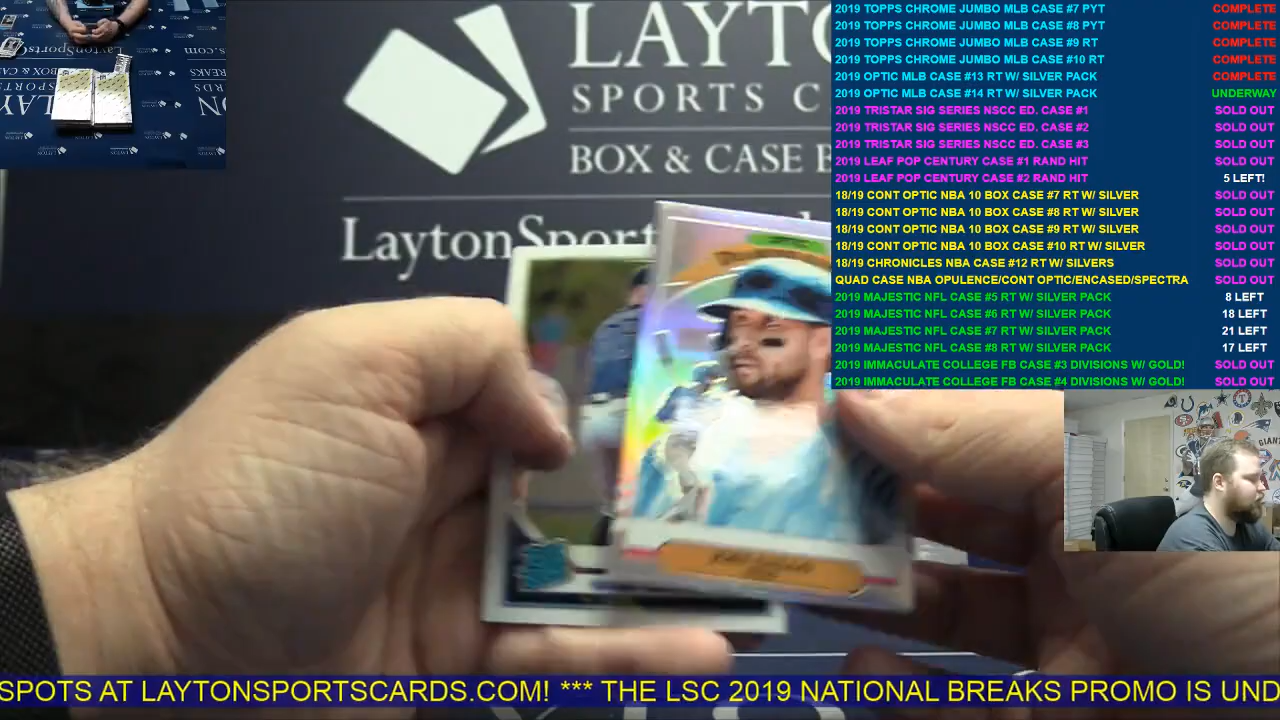 LAYT
SPORTS C
BOX & CASE B
LaytonSport
2019 TOPPS CHROME JUMBO MLB CASE #7 PYT COMPLETE
2019 TOPPS CHROME JUMBO MLB CASE #8 PYT COMPLETE
2019 TOPPS CHROME JUMBO MLB CASE #9 RT COMPLETE
2019 TOPPS CHROME JUMBO MLB CASE #10 RT COMPLETE
2019 OPTIC MLB CASE #13 RT W/ SILVER PACK COMPLETE
2019 OPTIC MLB CASE #14 RT W/ SILVER PACK UNDERWAY
2019 TRISTAR SIG SERIES NSCC ED. CASE #1 SOLD OUT
2019 TRISTAR SIG SERIES NSCC ED. CASE #2 SOLD OUT
2019 TRISTAR SIG SERIES NSCC ED. CASE #3 SOLD OUT
2019 LEAF POP CENTURY CASE #1 RAND HIT SOLD OUT
2019 LEAF POP CENTURY CASE #2 RAND HIT 5 LEFT!
18/19 CONT OPTIC NBA 10 BOX CASE #7 RT W/ SILVER SOLD OUT
18/19 CONT OPTIC NBA 10 BOX CASE #8 RT W/ SILVER SOLD OUT
18/19 CONT OPTIC NBA 10 BOX CASE #9 RT W/ SILVER SOLD OUT
18/19 CONT OPTIC NBA 10 BOX CASE #10 RT W/ SILVER SOLD OUT
18/19 CHRONICLES NBA CASE #12 RT W/ SILVERS SOLD OUT
QUAD CASE NBA OPULENCE/CONT OPTIC/ENCASED/SPECTRA SOLD OUT
2019 MAJESTIC NFL CASE #5 RT W/ SILVER PACK 8 LEFT
2019 MAJESTIC NFL CASE #6 RT W/ SILVER PACK 18 LEFT
2019 MAJESTIC NFL CASE #7 RT W/ SILVER PACK 21 LEFT
2019 MAJESTIC NFL CASE #8 RT W/ SILVER PACK 17 LEFT
2019 IMMACULATE COLLEGE FB CASE #3 DIVISIONS W/ GOLD! SOLD OUT
2019 IMMACULATE COLLEGE FB CASE #4 DIVISIONS W/ GOLD! SOLD OUT
SPOTS AT LAYTONSPORTSCARDS.COM! *** THE LSC 2019 NATIONAL BREAKS PROMO IS UND